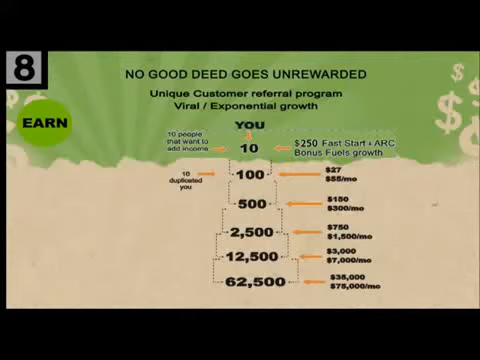 8
NO GOOD DEED GOES UNREWARDED
Unique Customer referral program
Viral / Exponential growth
EARN
YOU
10 people
that want to
add income
10
$250 Fast Start + ARC
Bonus Fuels growth
10
duplicated
you
100
$27
$55/mo
500
$150
$300/mo
2,500
$750
$1,500/mo
12,500
$3,000
$7,000/mo
62,500
$35,000
$75,000/mo